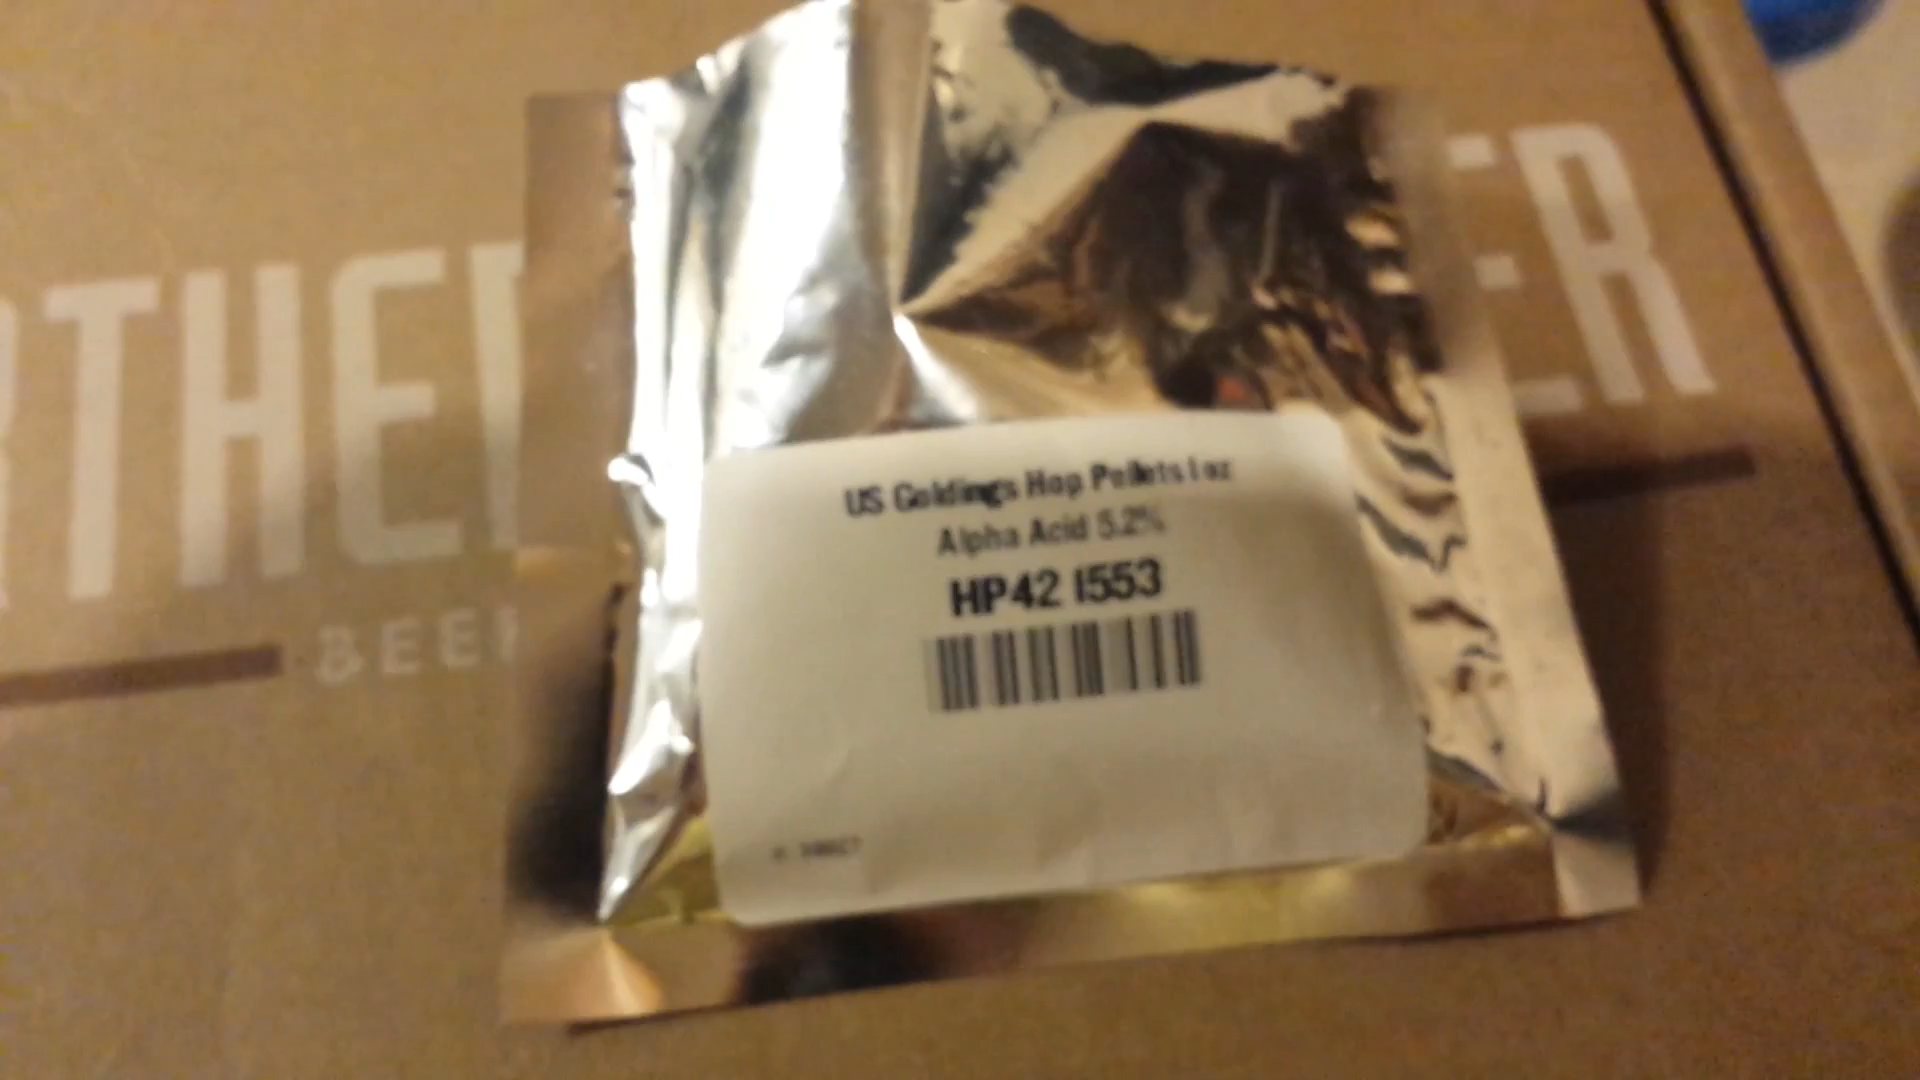 RTHE
ER
BEE
US Goldings Hop Pellets 1 oz
Alpha Acid 5.2%
HP42 I553